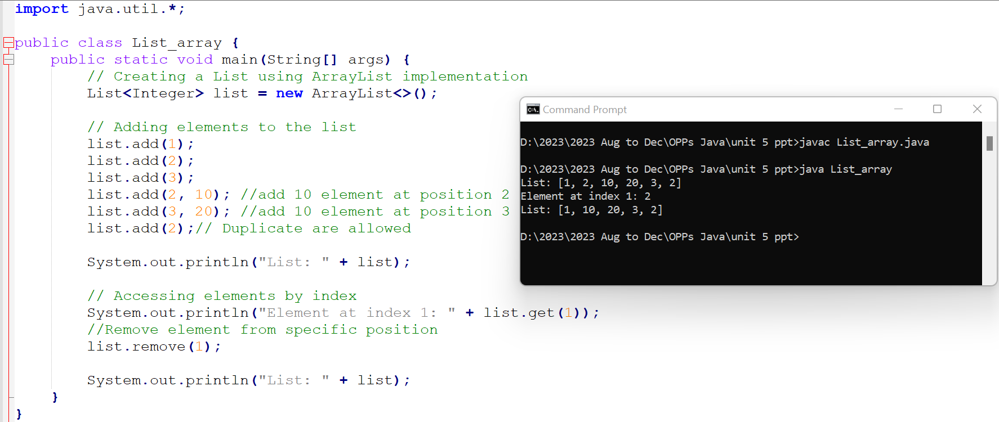 import java.util.*;
public class List_array {
public static void main(String[] args) {
// Creating a List using ArrayList implementation
List<Integer> list = new ArrayList<>();
// Adding elements to the list
list.add(1);
list.add(2);
list.add(3);
list.add(2, 10); //add 10 element at position 2
list.add(3, 20); //add 10 element at position 3
list.add(2);// Duplicate are allowed
System.out.println("List: " + list);
// Accessing elements by index
System.out.println("Element at index 1: " + list.get(1));
//Remove element from specific position
list.remove(1);
System.out.println("List: " + list);
}
}
Command Prompt
D:\2023\2023 Aug to Dec\OPPs Java\unit 5 ppt>javac List_array.java
D:\2023\2023 Aug to Dec\OPPs Java\unit 5 ppt>java List_array
List: [1, 2, 10, 20, 3, 2]
Element at index 1: 2
List: [1, 10, 20, 3, 2]
D:\2023\2023 Aug to Dec\OPPs Java\unit 5 ppt>